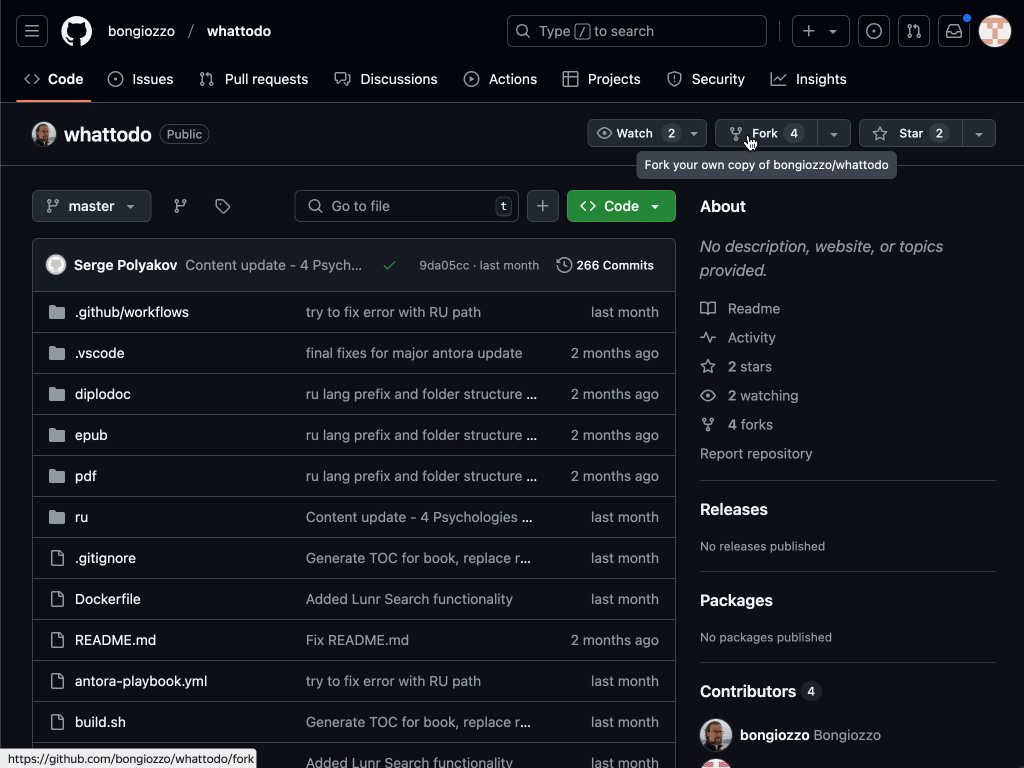 bongiozzo / whattodo
Type / to search
Code
Issues
Pull requests
Discussions
Actions
Projects
Security
Insights
whattodo Public
Watch 2
Fork 4
Star 2
Fork your own copy of bongiozzo/whattodo
master
Go to file t
Code
Serge Polyakov Content update - 4 Psych... 9da05cc · last month 266 Commits
.github/workflows try to fix error with RU path last month
.vscode final fixes for major antora update 2 months ago
diplodoc ru lang prefix and folder structure ... 2 months ago
epub ru lang prefix and folder structure ... 2 months ago
pdf ru lang prefix and folder structure ... 2 months ago
ru Content update - 4 Psychologies ... last month
.gitignore Generate TOC for book, replace r... last month
Dockerfile Added Lunr Search functionality last month
README.md Fix README.md 2 months ago
antora-playbook.yml try to fix error with RU path last month
build.sh Generate TOC for book, replace r... last month
Added Lunr Search functionality last month
About
No description, website, or topics
provided.
Readme
Activity
2 stars
2 watching
4 forks
Report repository
Releases
No releases published
Packages
No packages published
Contributors 4
bongiozzo Bongiozzo
https://github.com/bongiozzo/whattodo/fork